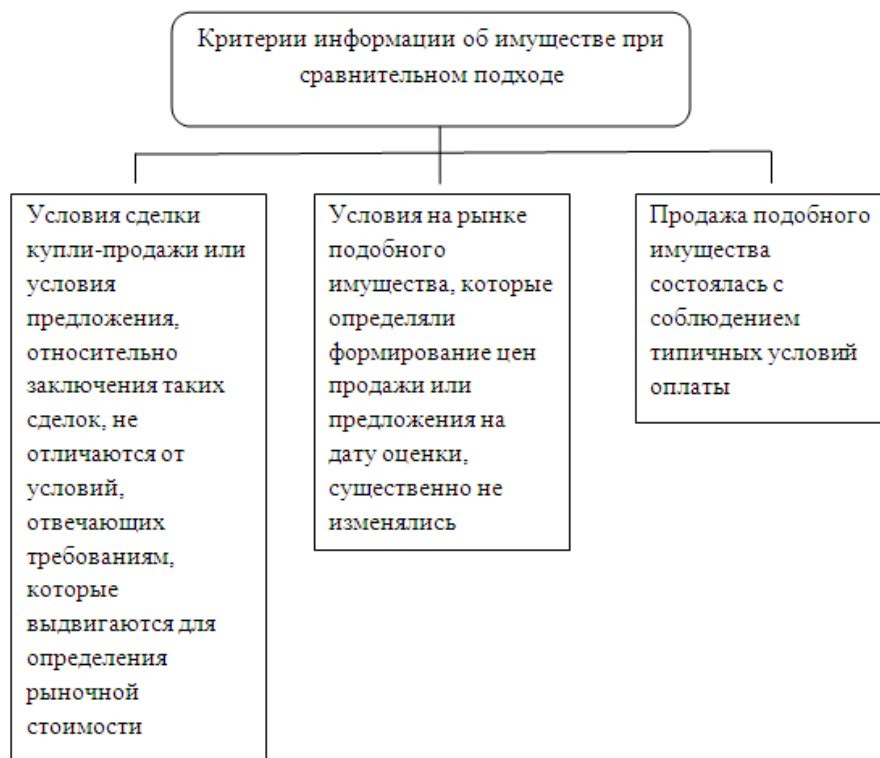 Критерии информации об имуществе при
сравнительном подходе
Условия сделки
купли-продажи или
условия
предложения,
относительно
заключения таких
сделок, не
отличаются от
условий,
отвечающих
требованиям,
которые
выдвигаются для
определения
рыночной
стоимости
Условия на рынке
подобного
имущества, которые
определяли
формирование цен
продажи или
предложения на
дату оценки,
существенно не
изменялись
Продажа подобного
имущества
состоялась с
соблюдением
типичных условий
оплаты